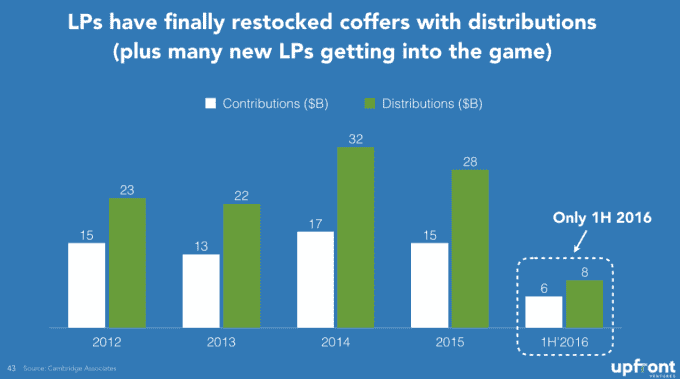 LPs have finally restocked coffers with distributions
(plus many new LPs getting into the game)
Contributions ($B) Distributions ($B)
15 23 13 22 17 32 15 28 6 8
Only 1H 2016
2012 2013 2014 2015 1H'2016
43 Source: Cambridge Associates
upfront
VENTURES